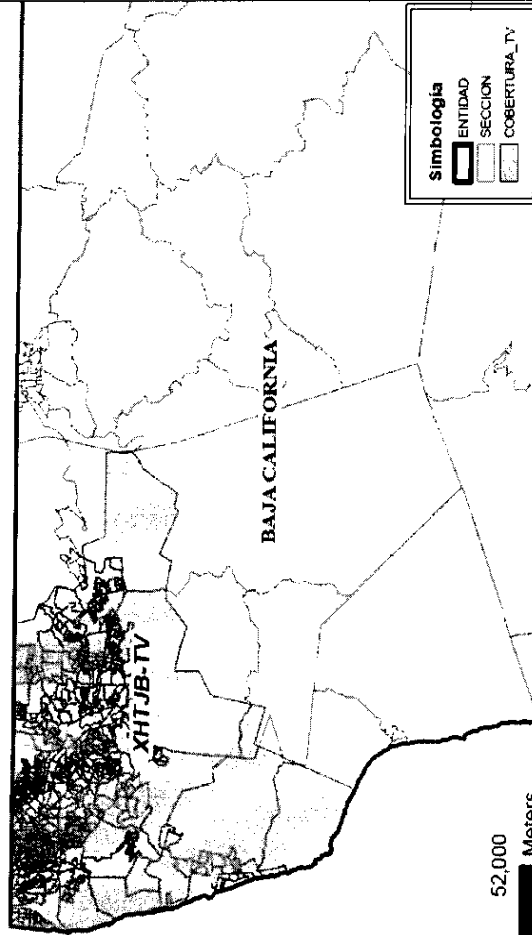 XHTJB-TV
BAJA CALIFORNIA
Simbología
ENTIDAD
SECCION
COBERTURA_TV
52,000
Meters